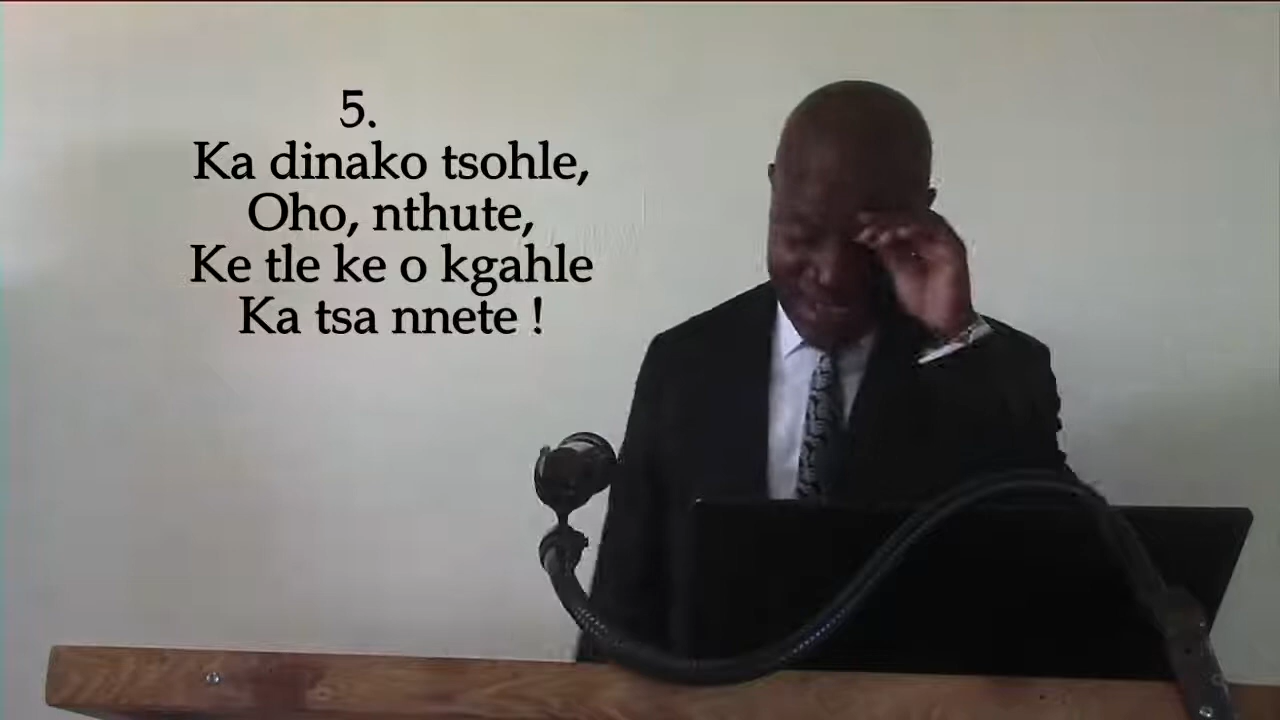 5.
Ka dinako tsohle,
Oho, nthute,
Ke tle ke o kgahle
Ka tsa nnete !